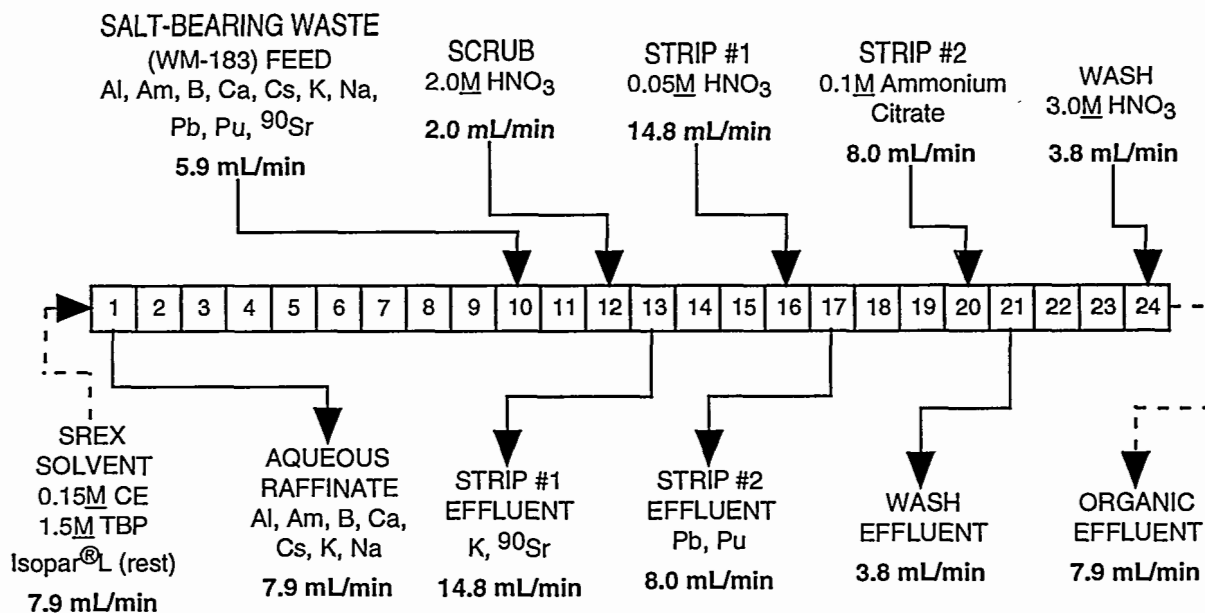 SALT-BEARING WASTE
(WM-183) FEED
Al, Am, B, Ca, Cs, K, Na,
Pb, Pu, 90Sr
5.9 mL/min
SCRUB
2.0M HNO3
2.0 mL/min
STRIP #1
0.05M HNO3
14.8 mL/min
STRIP #2
0.1M Ammonium
Citrate
8.0 mL/min
WASH
3.0M HNO3
3.8 mL/min
1 2 3 4 5 6 7 8 9 10 11 12 13 14 15 16 17 18 19 20 21 22 23 24
SREX
SOLVENT
0.15M CE
1.5M TBP
Isopar®L (rest)
7.9 mL/min
AQUEOUS
RAFFINATE
Al, Am, B, Ca,
Cs, K, Na
7.9 mL/min
STRIP #1
EFFLUENT
K, 90Sr
14.8 mL/min
STRIP #2
EFFLUENT
Pb, Pu
8.0 mL/min
WASH
EFFLUENT
3.8 mL/min
ORGANIC
EFFLUENT
7.9 mL/min